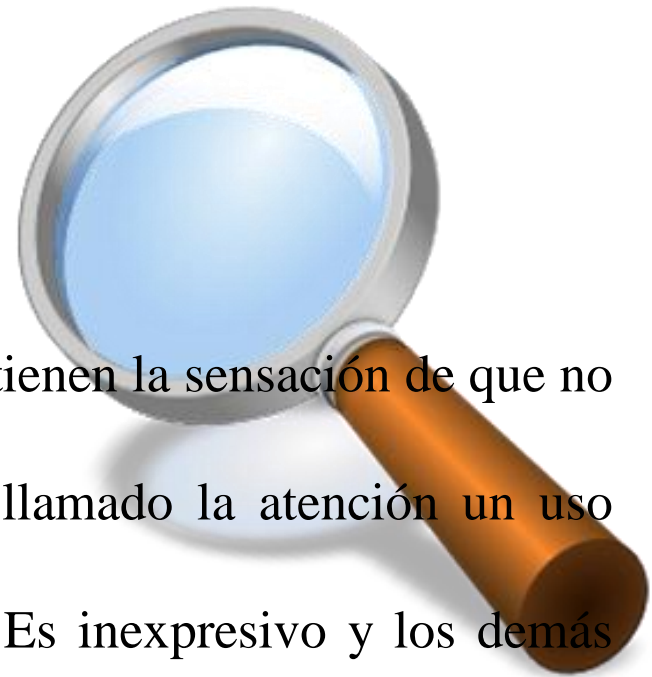 tienen la sensación de que no
llamado la atención un uso
Es inexpresivo y los demás